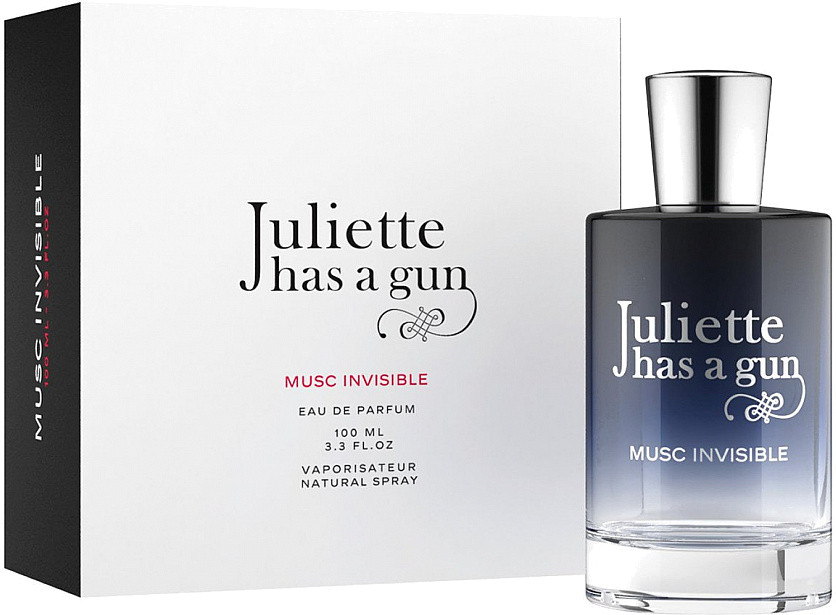 MUSC INVISIBLE
100 ML - 3.3 FL.OZ
Juliette
has a gun
MUSC INVISIBLE
EAU DE PARFUM
100 ML
3.3 FL.OZ
VAPORISATEUR
NATURAL SPRAY
Juliette
has a gun
MUSC INVISIBLE